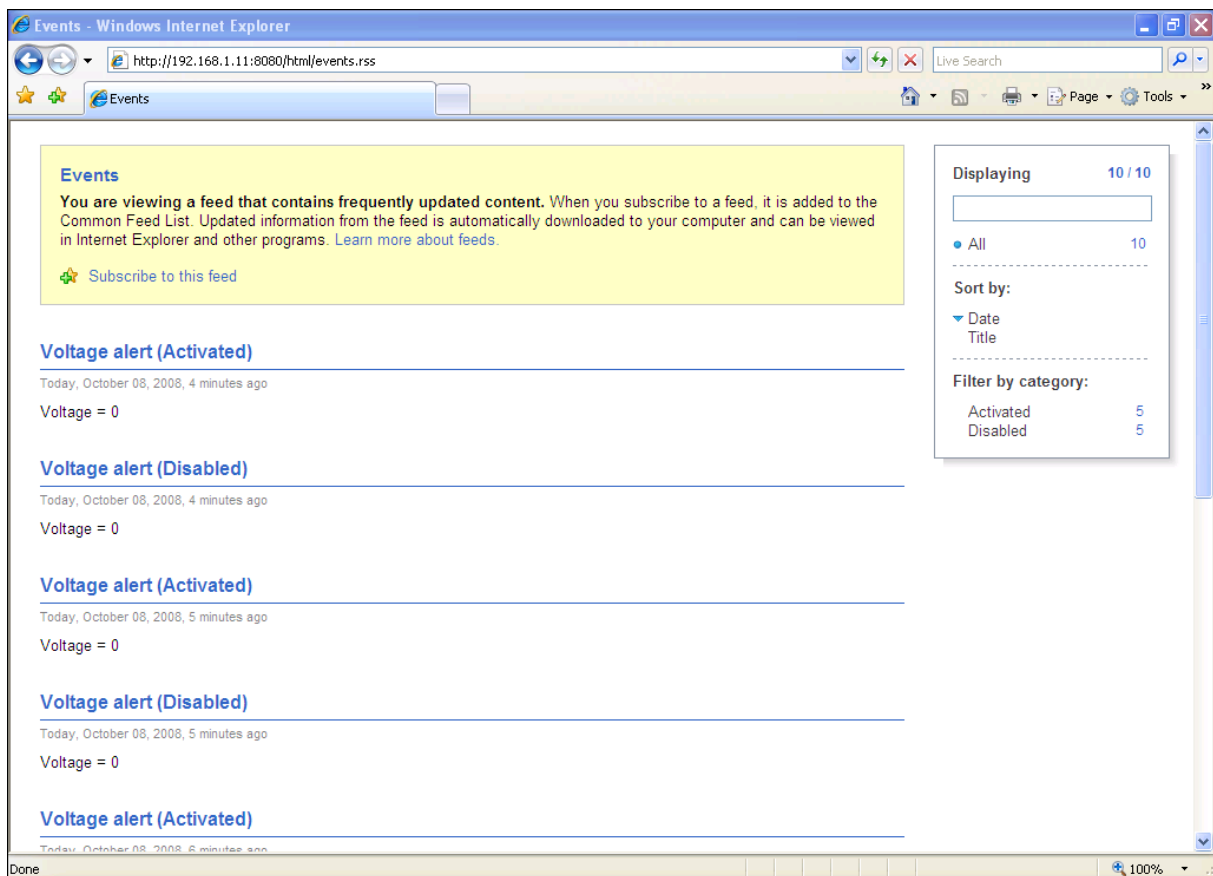 Events - Windows Internet Explorer
http://192.168.1.11:8080/html/events.rss
Live Search
Events
Page
Tools
»
Events
You are viewing a feed that contains frequently updated content. When you subscribe to a feed, it is added to the
Common Feed List. Updated information from the feed is automatically downloaded to your computer and can be viewed
in Internet Explorer and other programs. Learn more about feeds.
Subscribe to this feed
Voltage alert (Activated)
Today, October 08, 2008, 4 minutes ago
Voltage = 0
Voltage alert (Disabled)
Today, October 08, 2008, 4 minutes ago
Voltage = 0
Voltage alert (Activated)
Today, October 08, 2008, 5 minutes ago
Voltage = 0
Voltage alert (Disabled)
Today, October 08, 2008, 5 minutes ago
Voltage = 0
Voltage alert (Activated)
Today, October 08, 2008, 6 minutes ago
Displaying 10 / 10
All 10
Sort by:
Date
Title
Filter by category:
Activated 5
Disabled 5
Done
100%